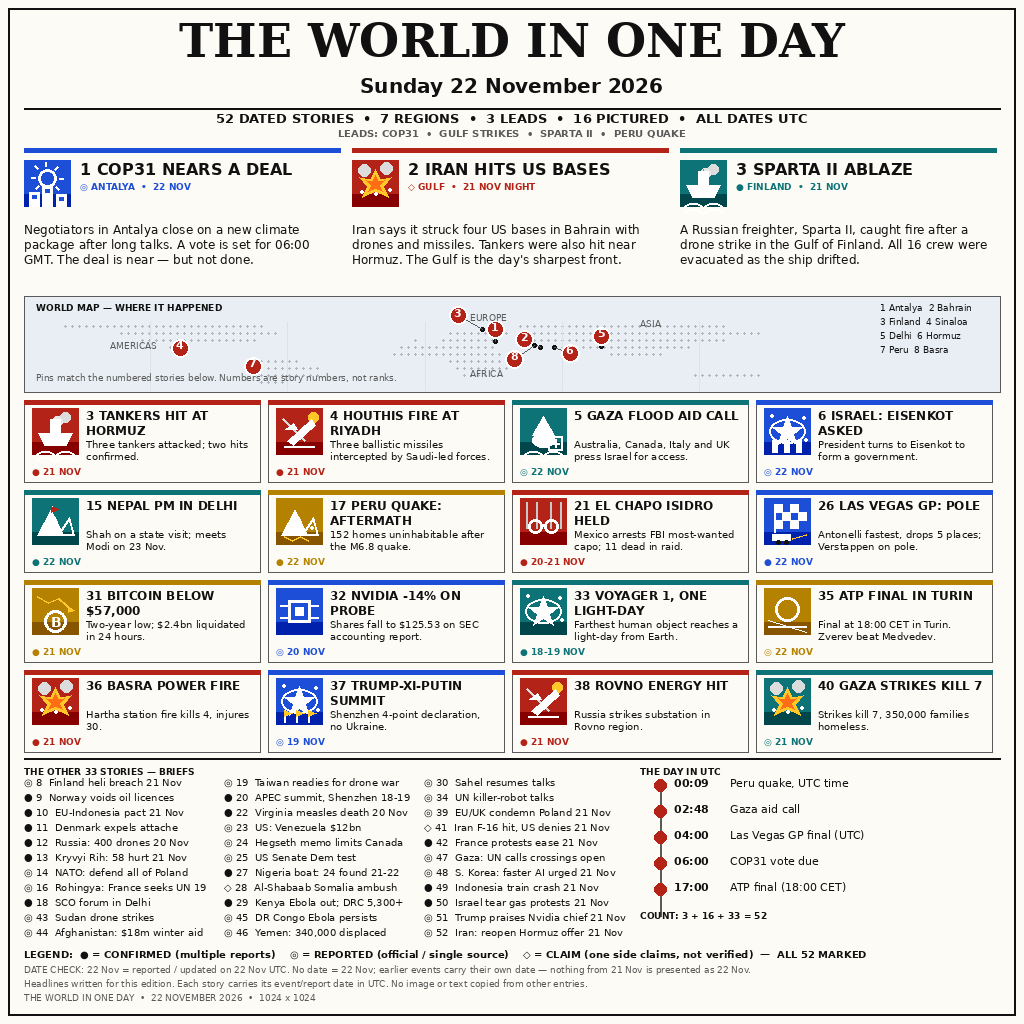 THE WORLD IN ONE DAY
Sunday 22 November 2026
52 DATED STORIES • 7 REGIONS • 3 LEADS • 16 PICTURED • ALL DATES UTC
LEADS: COP31 • GULF STRIKES • SPARTA II • PERU QUAKE
1 COP31 NEARS A DEAL
◎ ANTALYA • 22 NOV
Negotiators in Antalya close on a new climate
package after long talks. A vote is set for 06:00
GMT. The deal is near — but not done.
2 IRAN HITS US BASES
◇ GULF • 21 NOV NIGHT
Iran says it struck four US bases in Bahrain with
drones and missiles. Tankers were also hit near
Hormuz. The Gulf is the day's sharpest front.
3 SPARTA II ABLAZE
● FINLAND • 21 NOV
A Russian freighter, Sparta II, caught fire after a
drone strike in the Gulf of Finland. All 16 crew were
evacuated as the ship drifted.
WORLD MAP — WHERE IT HAPPENED
AMERICAS
EUROPE
ASIA
AFRICA
4
7
3
1
2
8
6
5
1 Antalya 2 Bahrain
3 Finland 4 Sinaloa
5 Delhi 6 Hormuz
7 Peru 8 Basra
Pins match the numbered stories below. Numbers are story numbers, not ranks.
3 TANKERS HIT AT
HORMUZ
Three tankers attacked; two hits
confirmed.
● 21 NOV
4 HOUTHIS FIRE AT
RIYADH
Three ballistic missiles
intercepted by Saudi-led forces.
● 21 NOV
5 GAZA FLOOD AID CALL
Australia, Canada, Italy and UK
press Israel for access.
◎ 22 NOV
6 ISRAEL: EISENKOT
ASKED
President turns to Eisenkot to
form a government.
◎ 22 NOV
15 NEPAL PM IN DELHI
Shah on a state visit; meets
Modi on 23 Nov.
● 22 NOV
17 PERU QUAKE:
AFTERMATH
152 homes uninhabitable after
the M6.8 quake.
◎ 22 NOV
21 EL CHAPO ISIDRO
HELD
Mexico arrests FBI most-wanted
capo; 11 dead in raid.
● 20-21 NOV
26 LAS VEGAS GP: POLE
Antonelli fastest, drops 5 places;
Verstappen on pole.
● 22 NOV
31 BITCOIN BELOW
$57,000
Two-year low; $2.4bn liquidated
in 24 hours.
B
● 21 NOV
32 NVIDIA -14% ON
PROBE
Shares fall to $125.53 on SEC
accounting report.
◎ 20 NOV
33 VOYAGER 1, ONE
LIGHT-DAY
Farthest human object reaches a
light-day from Earth.
● 18-19 NOV
35 ATP FINAL IN TURIN
Final at 18:00 CET in Turin.
Zverev beat Medvedev.
◎ 22 NOV
36 BASRA POWER FIRE
Hartha station fire kills 4, injures
30.
● 21 NOV
37 TRUMP-XI-PUTIN
SUMMIT
Shenzhen 4-point declaration,
no Ukraine.
◎ 19 NOV
38 ROVNO ENERGY HIT
Russia strikes substation in
Rovno region.
● 21 NOV
40 GAZA STRIKES KILL 7
Strikes kill 7, 350,000 families
homeless.
◎ 21 NOV
THE OTHER 33 STORIES — BRIEFS
◎ 8 Finland heli breach 21 Nov
● 9 Norway voids oil licences
● 10 EU-Indonesia pact 21 Nov
● 11 Denmark expels attache
● 12 Russia: 400 drones 20 Nov
● 13 Kryvyi Rih: 58 hurt 21 Nov
◎ 14 NATO: defend all of Poland
◎ 16 Rohingya: France seeks UN 19
● 18 SCO forum in Delhi
◎ 43 Sudan drone strikes
◎ 44 Afghanistan: $18m winter aid
◎ 19 Taiwan readies for drone war
● 20 APEC summit, Shenzhen 18-19
● 22 Virginia measles death 20 Nov
◎ 23 US: Venezuela $12bn
◎ 24 Hegseth memo limits Canada
◎ 25 US Senate Dem test
● 27 Nigeria boat: 24 found 21-22
◇ 28 Al-Shabaab Somalia ambush
● 29 Kenya Ebola out; DRC 5,300+
◎ 45 DR Congo Ebola persists
◎ 46 Yemen: 340,000 displaced
◎ 30 Sahel resumes talks
◎ 34 UN killer-robot talks
◎ 39 EU/UK condemn Poland 21 Nov
◇ 41 Iran F-16 hit, US denies 21 Nov
● 42 France protests ease 21 Nov
◎ 47 Gaza: UN calls crossings open
◎ 48 S. Korea: faster AI urged 21 Nov
● 49 Indonesia train crash 21 Nov
● 50 Israel tear gas protests 21 Nov
◎ 51 Trump praises Nvidia chief 21 Nov
◎ 52 Iran: reopen Hormuz offer 21 Nov
THE DAY IN UTC
00:09 Peru quake, UTC time
02:48 Gaza aid call
04:00 Las Vegas GP final (UTC)
06:00 COP31 vote due
17:00 ATP final (18:00 CET)
COUNT: 3 + 16 + 33 = 52
LEGEND: ● = CONFIRMED (multiple reports) ◎ = REPORTED (official / single source) ◇ = CLAIM (one side claims, not verified) — ALL 52 MARKED
DATE CHECK: 22 Nov = reported / updated on 22 Nov UTC. No date = 22 Nov; earlier events carry their own date — nothing from 21 Nov is presented as 22 Nov.
Headlines written for this edition. Each story carries its event/report date in UTC. No image or text copied from other entries.
THE WORLD IN ONE DAY • 22 NOVEMBER 2026 • 1024 x 1024